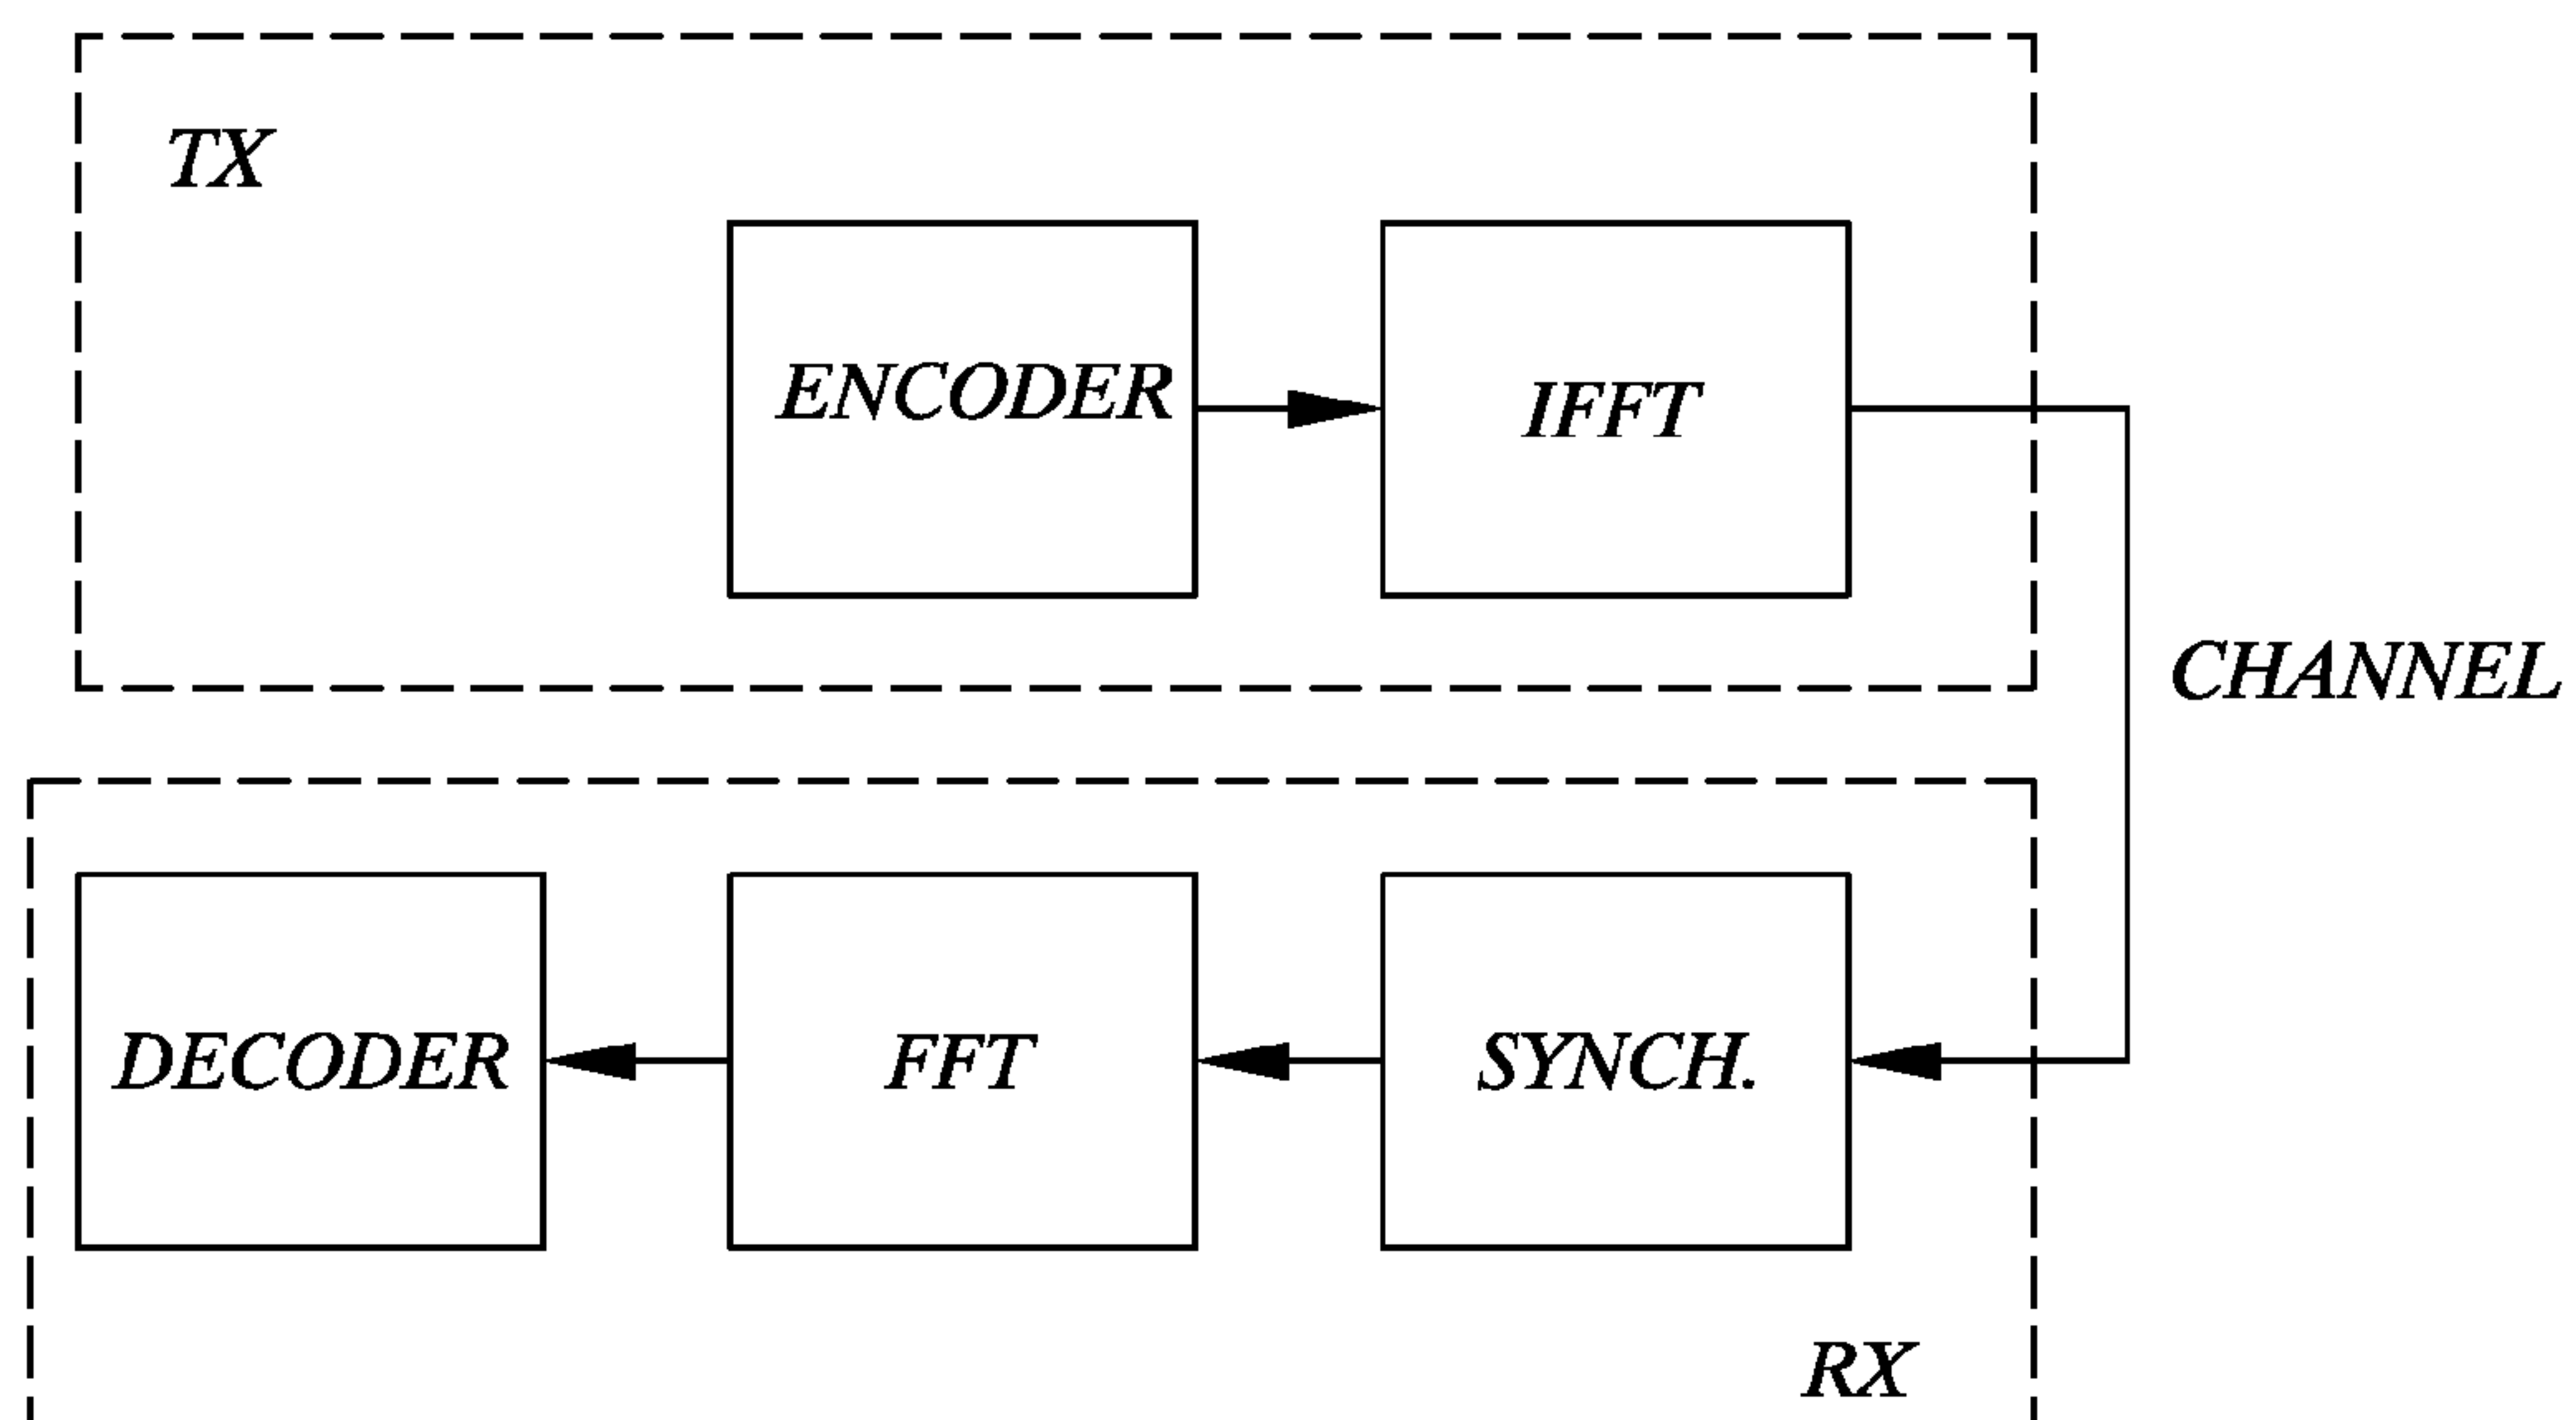 TX
ENCODER
IFFT
CHANNEL
DECODER
FFT
SYNCH.
RX